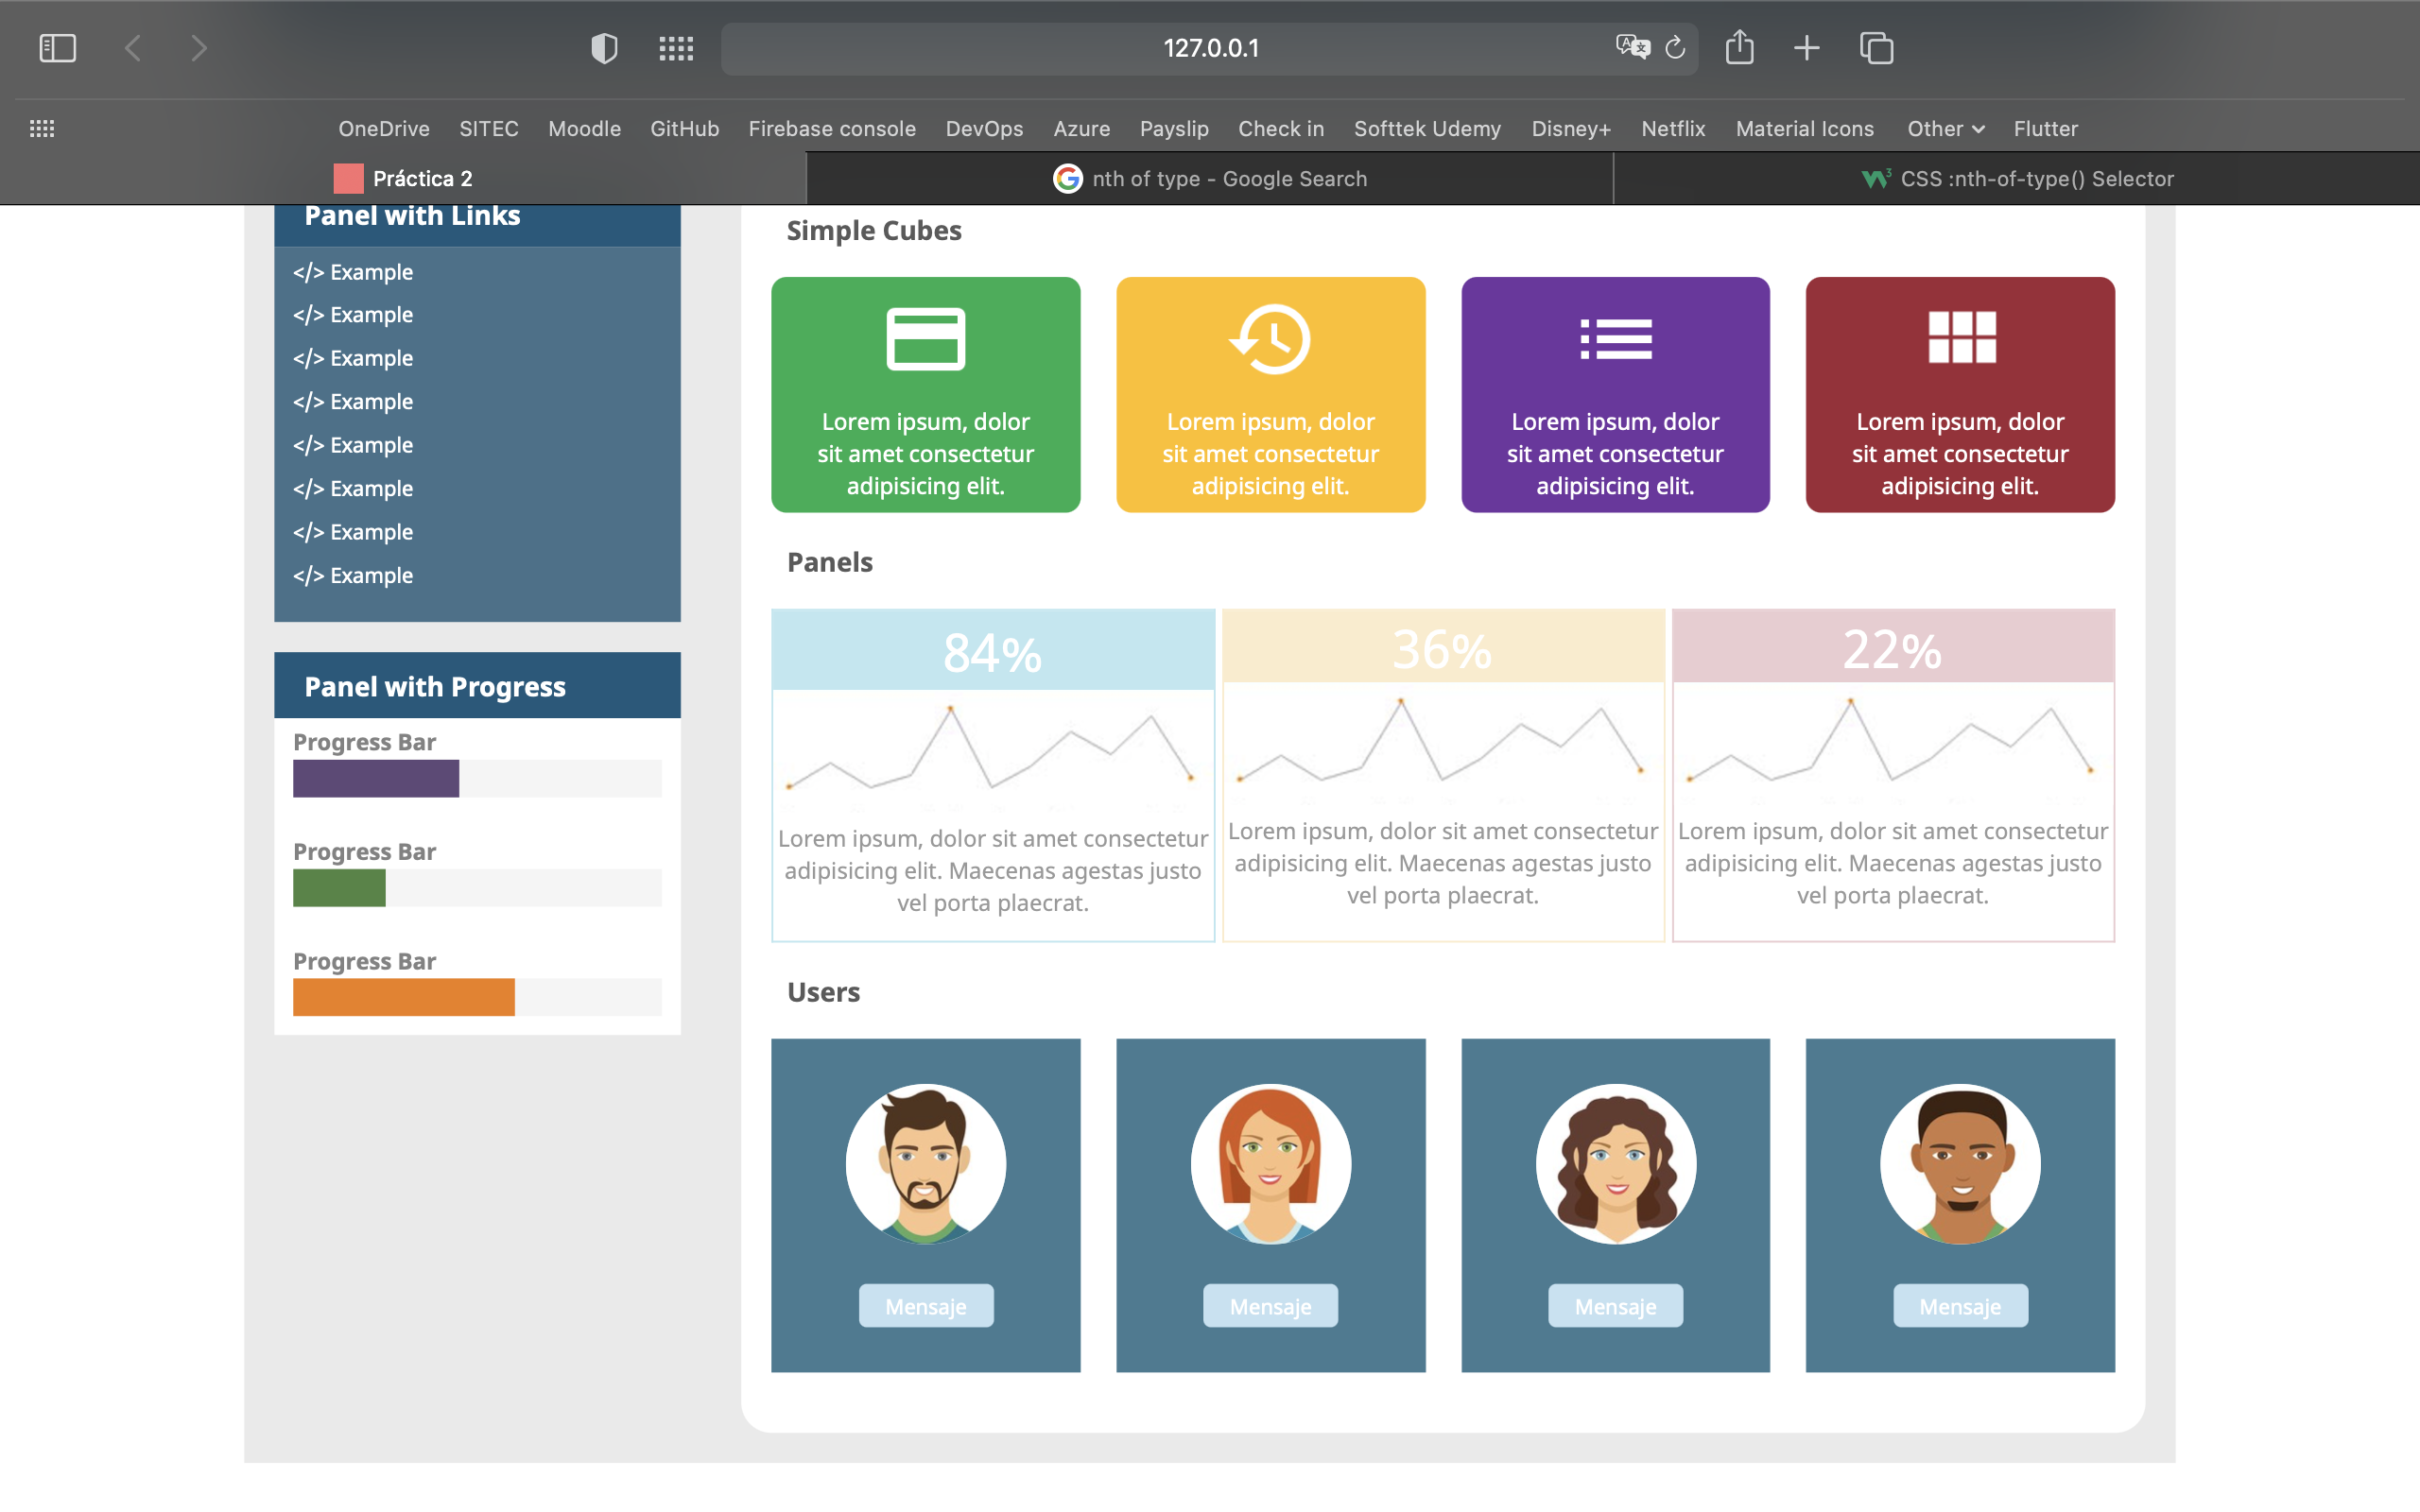 127.0.0.1
OneDrive SITEC Moodle GitHub Firebase console DevOps Azure Payslip Check in Softtek Udemy Disney+ Netflix Material Icons Other Flutter
Práctica 2
nth of type - Google Search
CSS :nth-of-type() Selector
Panel with Links
</> Example
</> Example
</> Example
</> Example
</> Example
</> Example
</> Example
</> Example
Panel with Progress
Progress Bar
Progress Bar
Progress Bar
Simple Cubes
Lorem ipsum, dolor
sit amet consectetur
adipisicing elit.
Lorem ipsum, dolor
sit amet consectetur
adipisicing elit.
Lorem ipsum, dolor
sit amet consectetur
adipisicing elit.
Lorem ipsum, dolor
sit amet consectetur
adipisicing elit.
Panels
84%
Lorem ipsum, dolor sit amet consectetur
adipisicing elit. Maecenas agestas justo
vel porta plaecrat.
36%
Lorem ipsum, dolor sit amet consectetur
adipisicing elit. Maecenas agestas justo
vel porta plaecrat.
22%
Lorem ipsum, dolor sit amet consectetur
adipisicing elit. Maecenas agestas justo
vel porta plaecrat.
Users
Mensaje
Mensaje
Mensaje
Mensaje